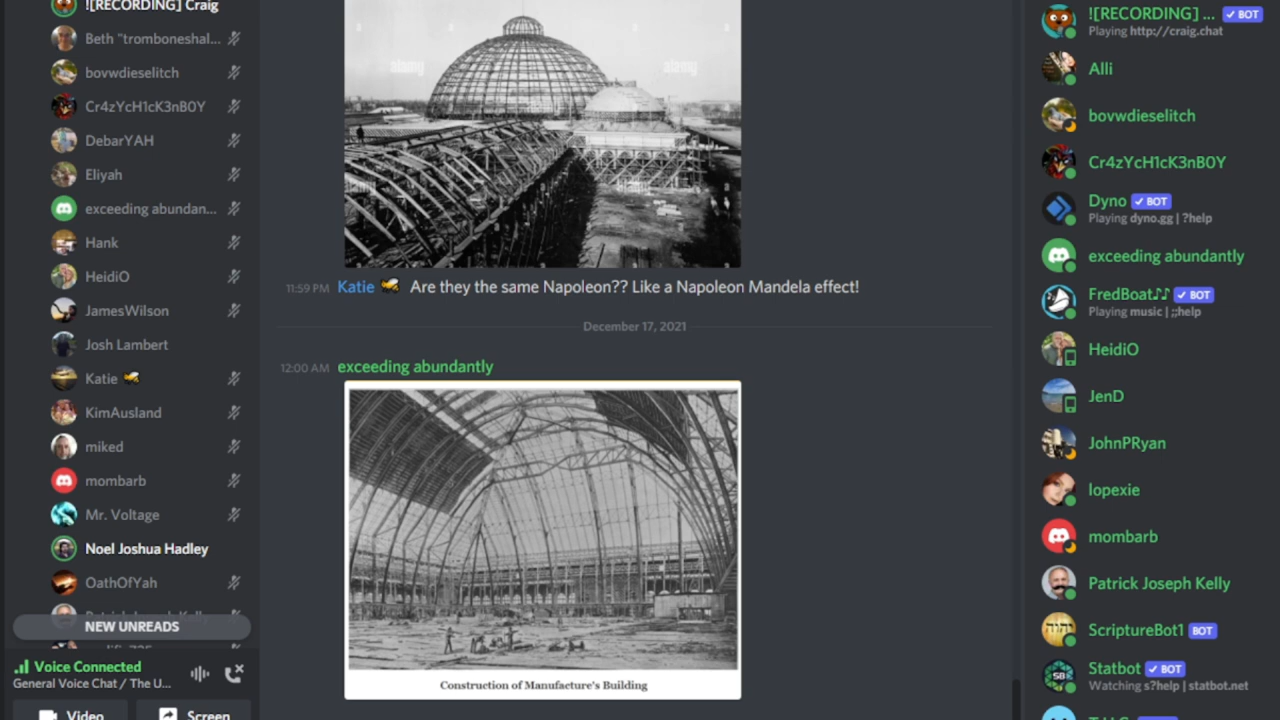 ![RECORDING] Craig
Beth "tromboneshal...
bovwdieselitch
Cr4zYcH1cK3nB0Y
DebarYAH
Eliyah
exceeding abundan...
Hank
HeidiO
JamesWilson
Josh Lambert
Katie
KimAusland
miked
mombarb
Mr. Voltage
Noel Joshua Hadley
OathOfYah
NEW UNREADS
Voice Connected
General Voice Chat / The U...
Video
Screen
alamy
alamy
11:59 PM Katie Are they the same Napoleon?? Like a Napoleon Mandela effect!
December 17, 2021
12:00 AM exceeding abundantly
Construction of Manufacture's Building
![RECORDING] ... BOT
Playing http://craig.chat
Alli
bovwdieselitch
Cr4zYcH1cK3nB0Y
Dyno BOT
Playing dyno.gg | ?help
exceeding abundantly
FredBoat♪♪ BOT
Playing music | ;;help
HeidiO
JenD
JohnPRyan
lopexie
mombarb
Patrick Joseph Kelly
ScriptureBot1 BOT
Statbot BOT
Watching s?help | statbot.net